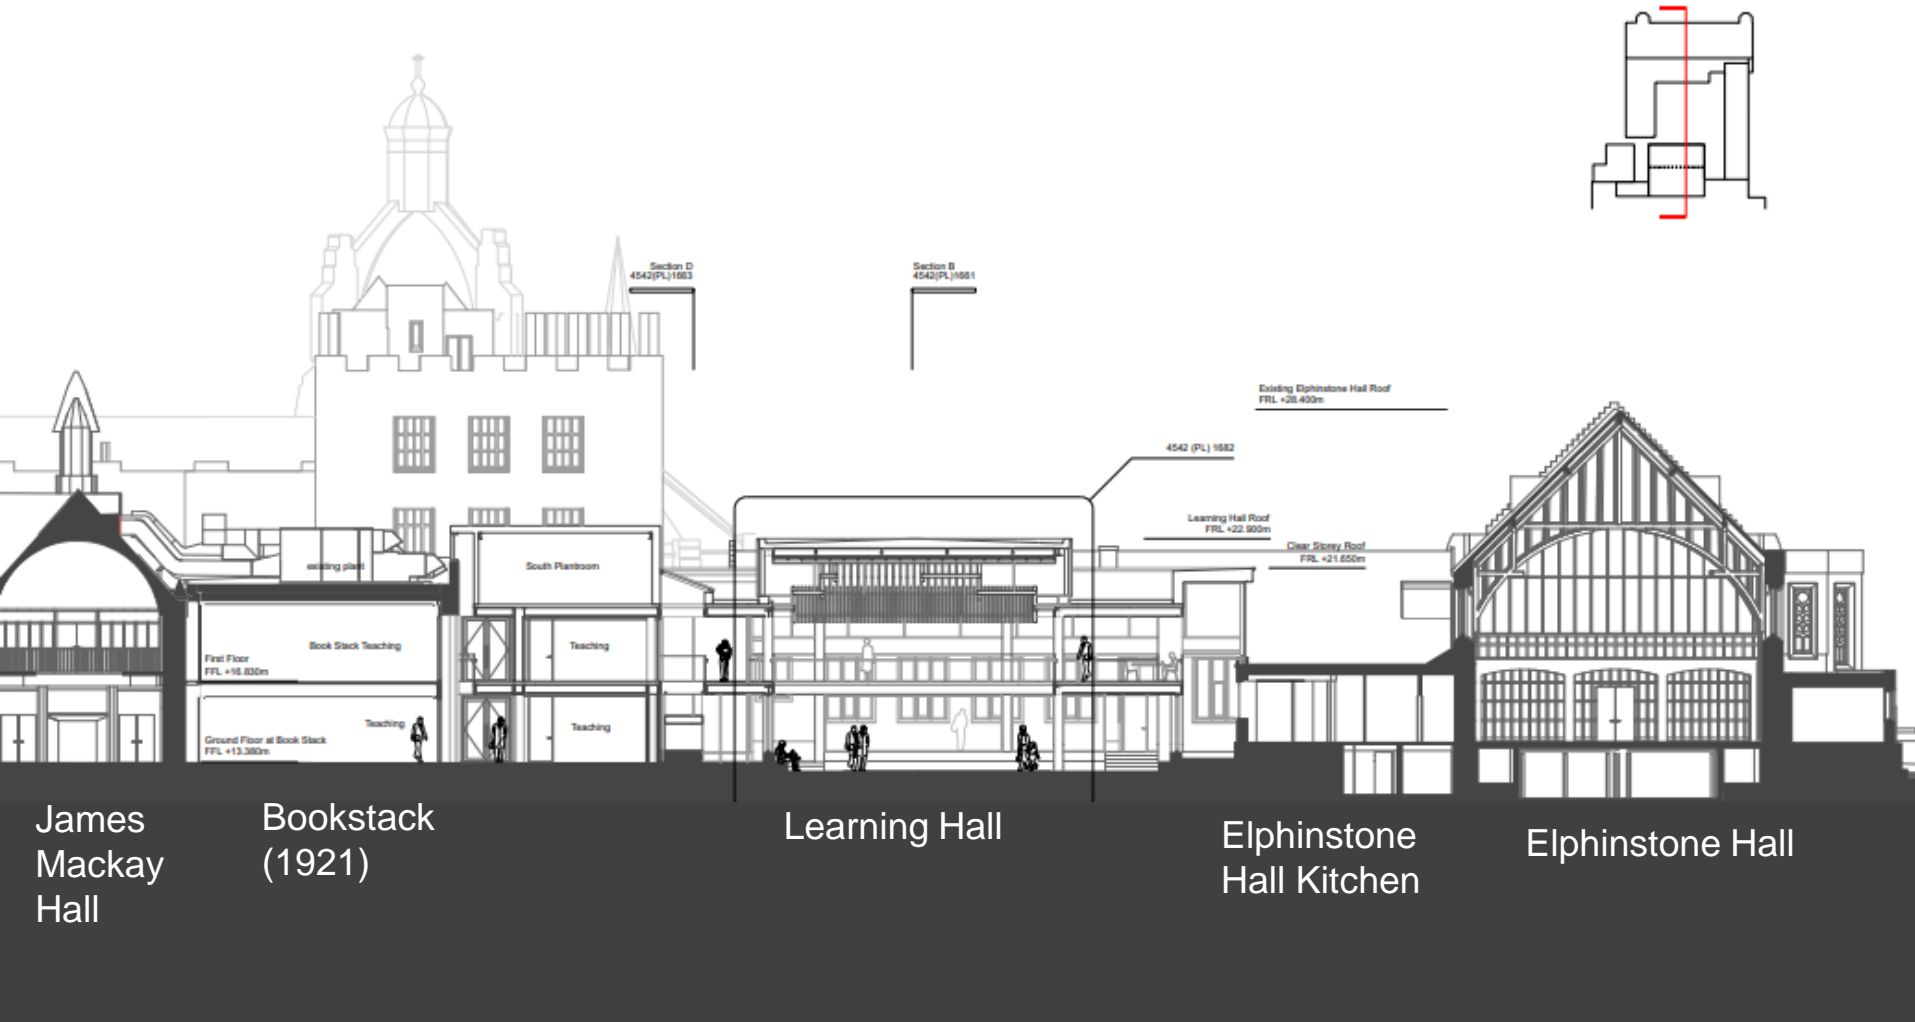 Section D
4542(PL)1663
Section B
4542(PL)1661
Existing Elphinstone Hall Roof
FRL +28.400m
4542 (PL) 1682
Learning Hall Roof
FRL +22.900m
Clear Storey Roof
FRL +21.650m
existing plant
South Plantroom
Book Stack Teaching
Teaching
First Floor
FFL +16.830m
Teaching
Teaching
Ground Floor at Book Stack
FFL +13.380m
James
Mackay
Hall
Bookstack
(1921)
Learning Hall
Elphinstone
Hall Kitchen
Elphinstone Hall